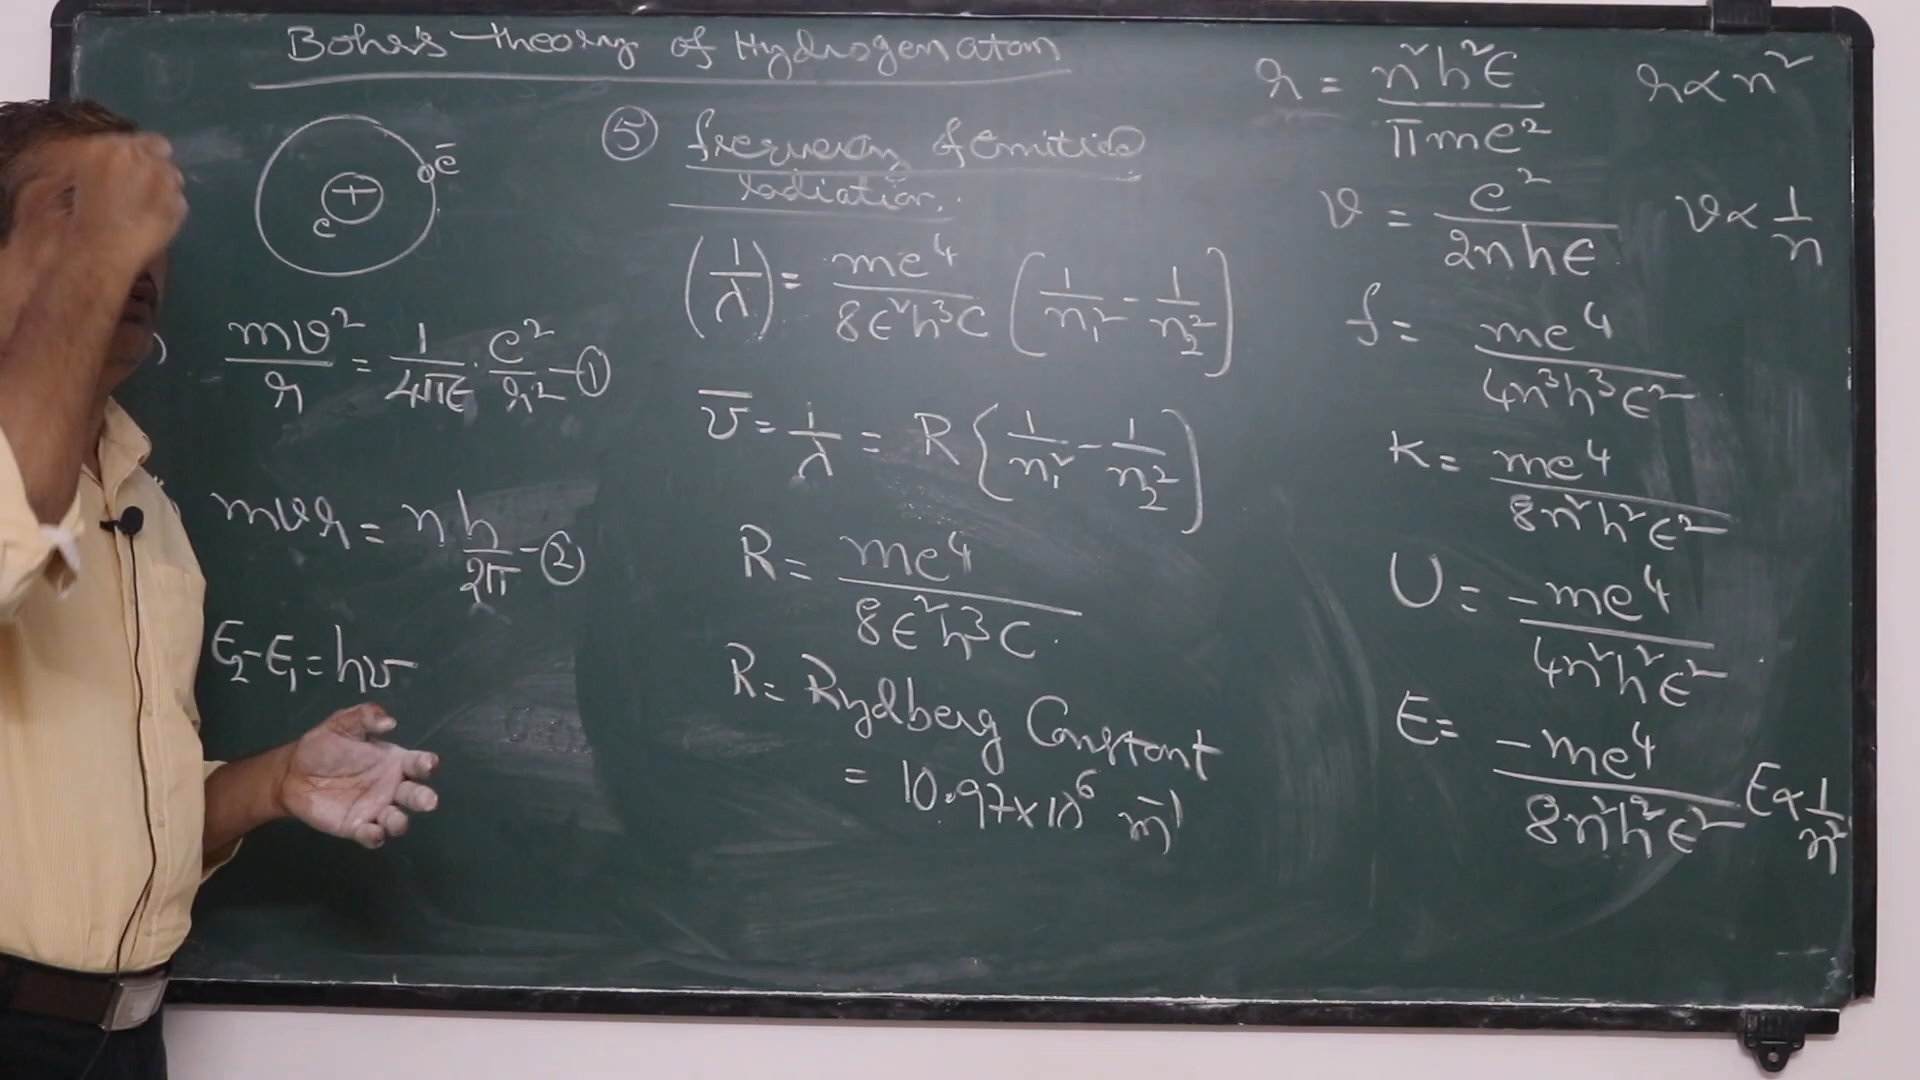 Bohr's theory of Hydrogen atom
+
e
e̅
mv²/r = 1/4πϵ · e²/r² — ①
mvr = nh/2π — ②
E₂ - E₁ = hν
⑤ frequency of emitted
radiation.
(1/λ) = me⁴/8ϵ²h³c [1/n₁² - 1/n₂²]
ν̅ = 1/λ = R {1/n₁² - 1/n₂²]
R = me⁴/8ϵ²h³c.
R = Rydberg Constant
= 10.97×10⁶ m⁻¹
r = n²h²ϵ/πme² r ∝ n²
v = e²/2nhϵ v ∝ 1/n
f = me⁴/4n³h³ϵ²
K = me⁴/8n²h²ϵ²
U = -me⁴/4n²h²ϵ²
E = -me⁴/8n²h²ϵ² E ∝ 1/n²